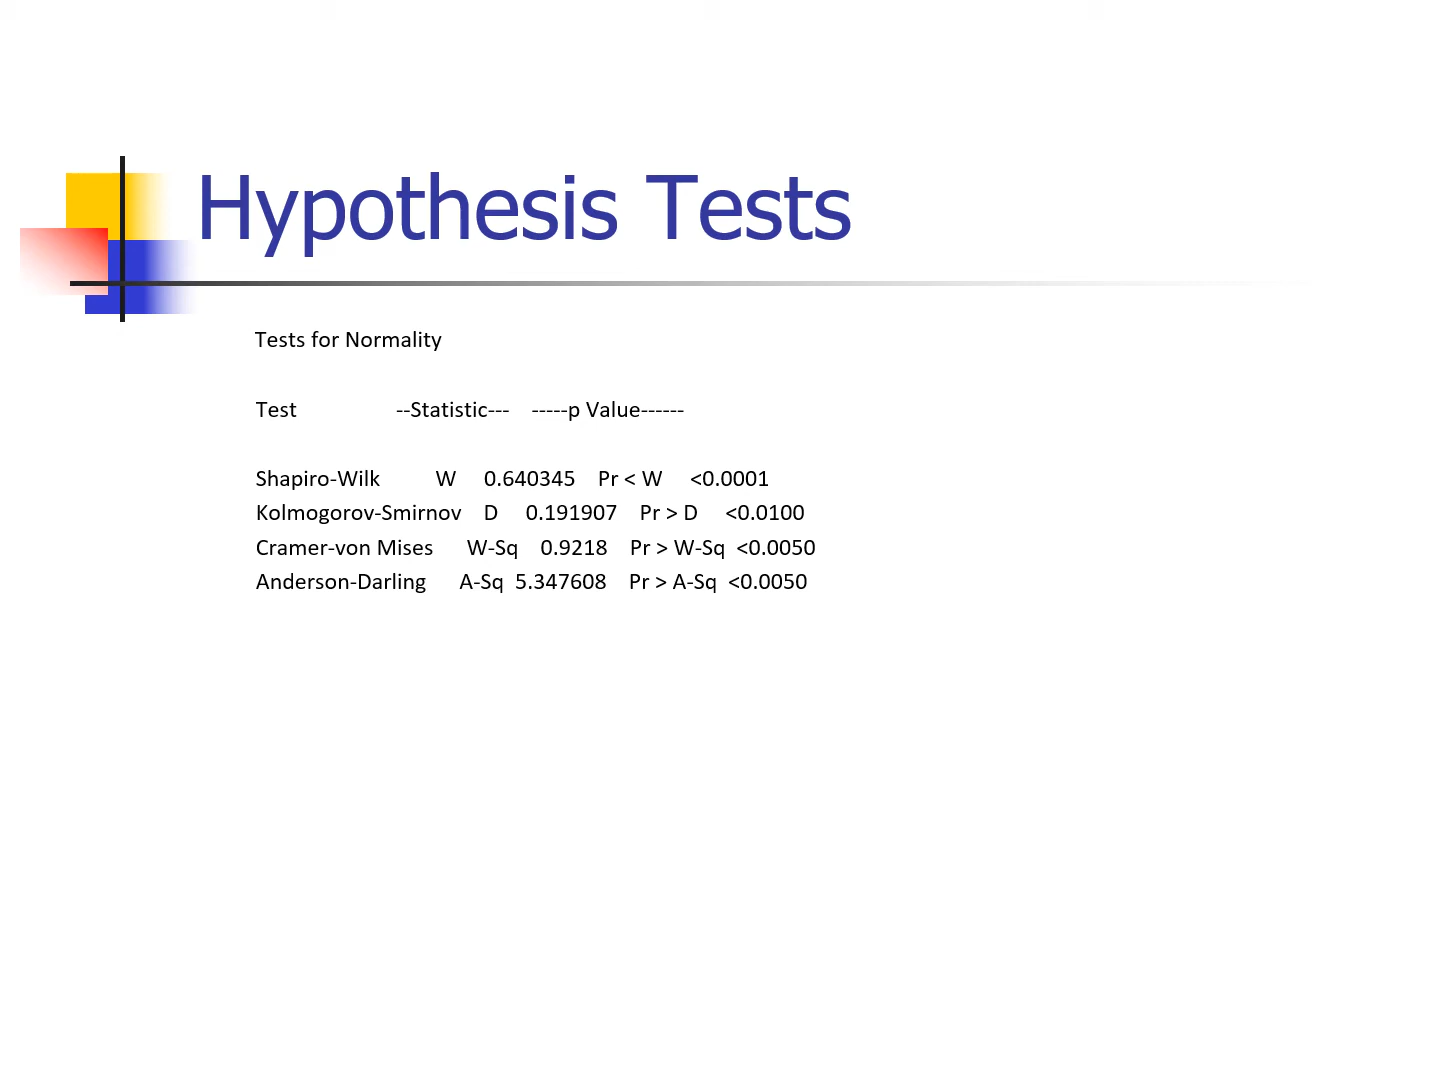 Hypothesis Tests
Tests for Normality
Test --Statistic--- -----p Value------
Shapiro-Wilk W 0.640345 Pr < W <0.0001
Kolmogorov-Smirnov D 0.191907 Pr > D <0.0100
Cramer-von Mises W-Sq 0.9218 Pr > W-Sq <0.0050
Anderson-Darling A-Sq 5.347608 Pr > A-Sq <0.0050